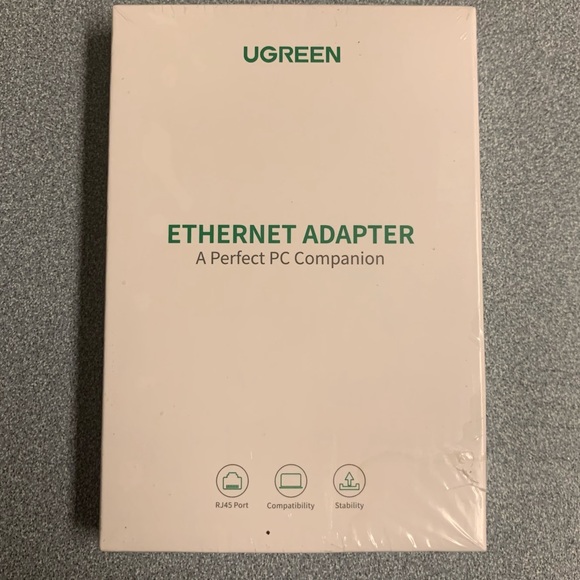 UGREEN
ETHERNET ADAPTER
A Perfect PC Companion
RJ45 Port Compatibility Stability